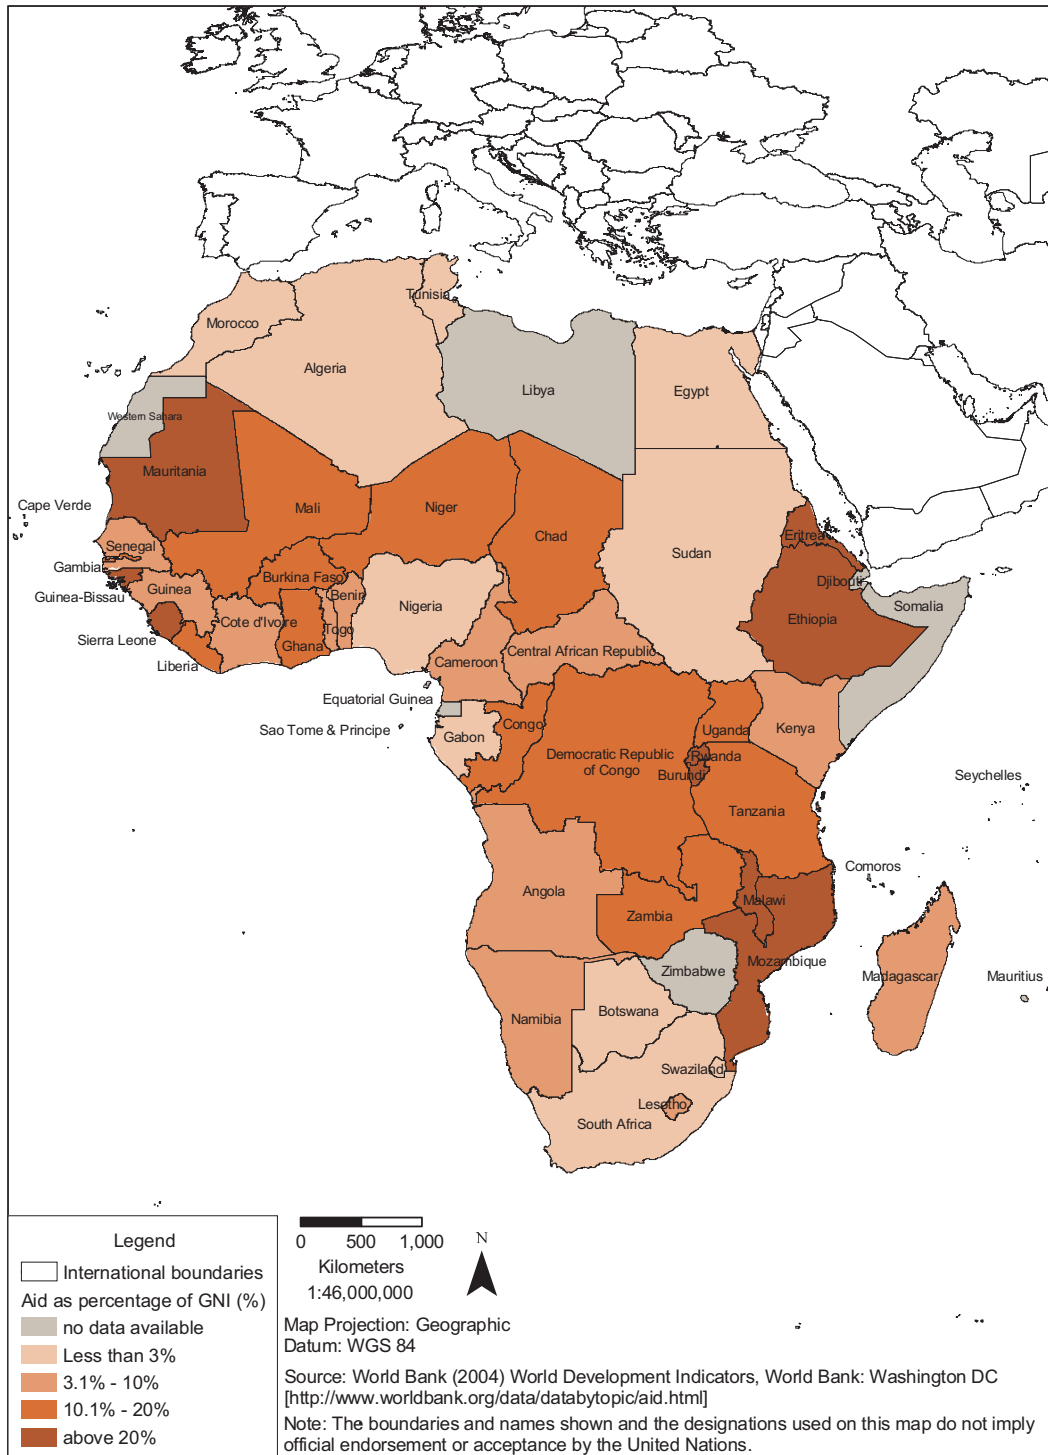 Tunisia
Morocco
Algeria
Libya
Egypt
Western Sahara
Mauritania
Cape Verde
Mali
Niger
Chad
Sudan
Eritrea
Senegal
Gambia
Guinea-Bissau
Guinea
Burkina Faso
Benin
Nigeria
Djibouti
Somalia
Ethiopia
Sierra Leone
Cote d'Ivoire
Ghana
Togo
Liberia
Cameroon
Central African Republic
Equatorial Guinea
Sao Tome & Principe
Gabon
Congo
Democratic Republic
of Congo
Uganda
Kenya
Rwanda
Burundi
Tanzania
Seychelles
Comoros
Angola
Zambia
Malawi
Mozambique
Zimbabwe
Madagascar
Mauritius
Namibia
Botswana
Swaziland
Lesotho
South Africa
Legend
International boundaries
Aid as percentage of GNI (%)
no data available
Less than 3%
3.1% - 10%
10.1% - 20%
above 20%
0 500 1,000
Kilometers
1:46,000,000
N
Map Projection: Geographic
Datum: WGS 84
Source: World Bank (2004) World Development Indicators, World Bank: Washington DC
[http://www.worldbank.org/data/databytopic/aid.html]
Note: The boundaries and names shown and the designations used on this map do not imply
official endorsement or acceptance by the United Nations.